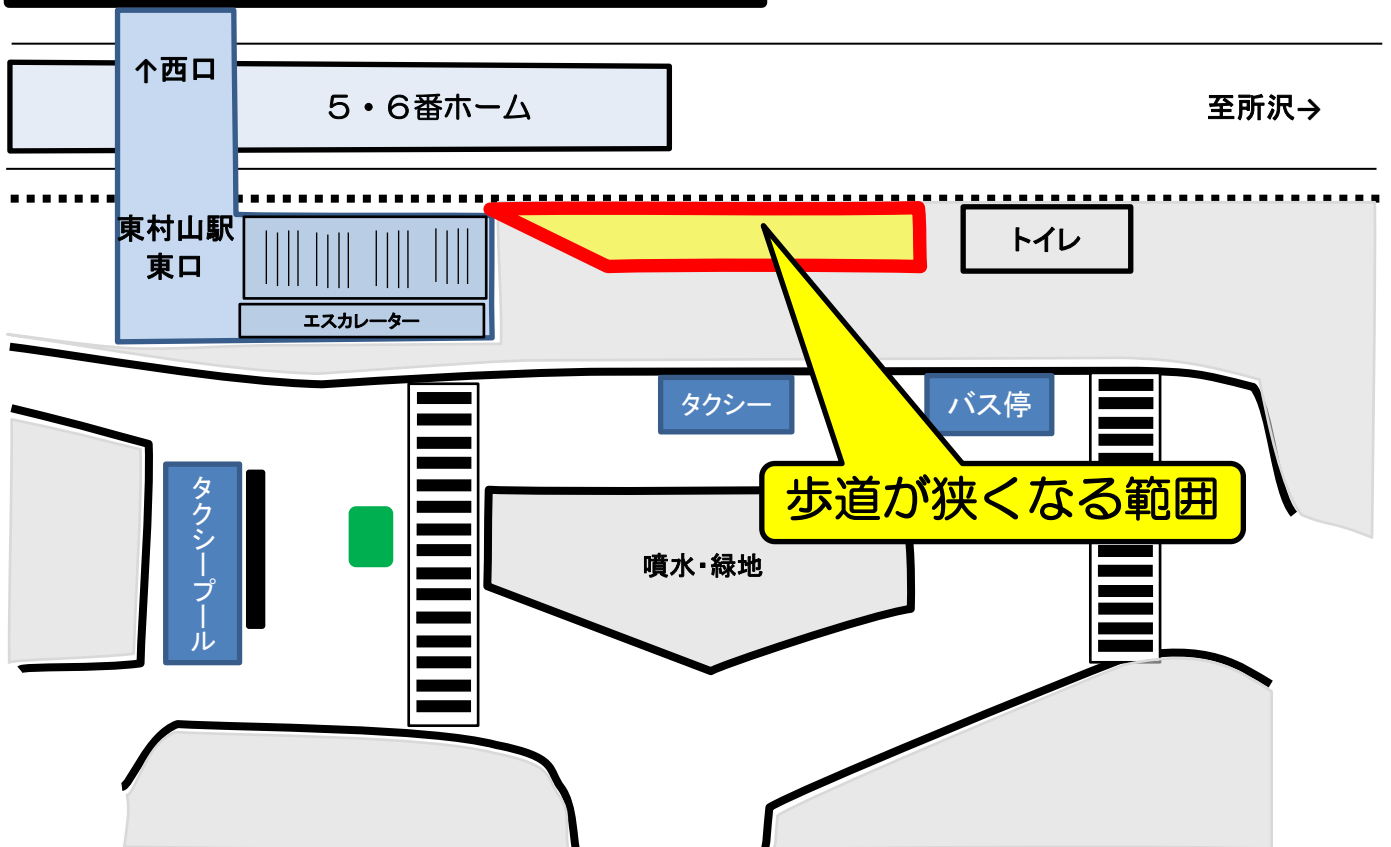 ↑西口
５・６番ホーム
至所沢→
東村山駅
東口
トイレ
エスカレーター
タクシー
バス停
タクシープール
歩道が狭くなる範囲
噴水・緑地